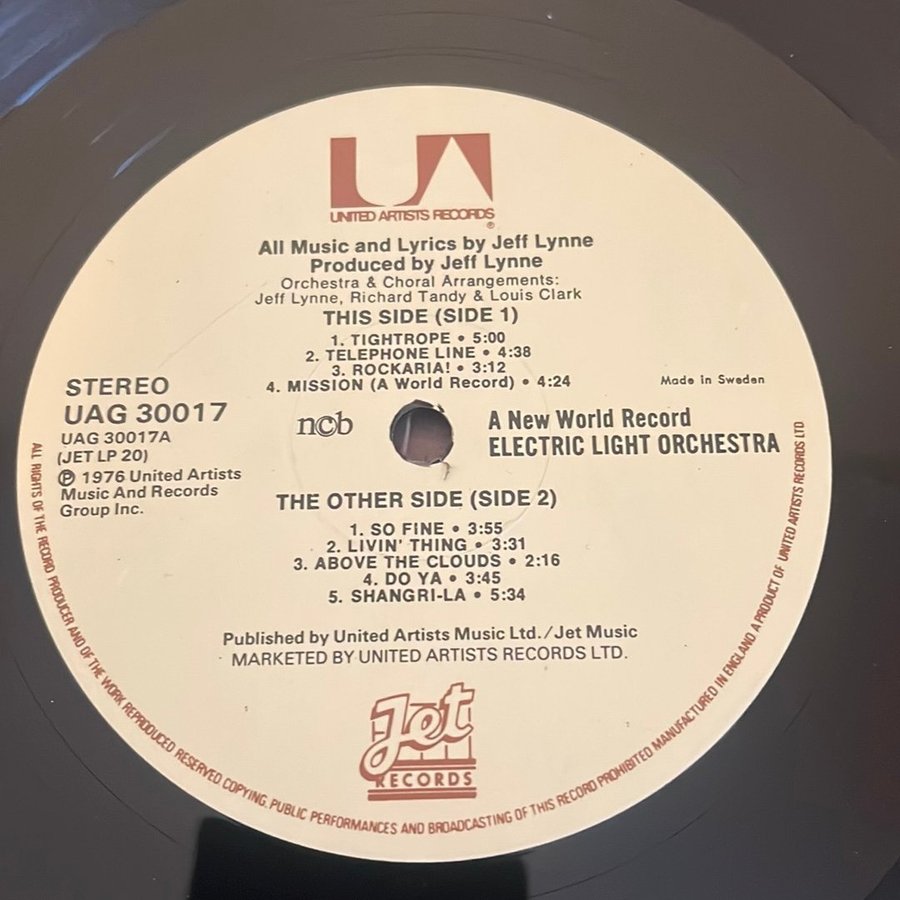 UA
UNITED ARTISTS RECORDS
®
All Music and Lyrics by Jeff Lynne
Produced by Jeff Lynne
Orchestra & Choral Arrangements:
Jeff Lynne, Richard Tandy & Louis Clark
THIS SIDE (SIDE 1)
1. TIGHTROPE • 5:00
2. TELEPHONE LINE • 4:38
3. ROCKARIA! • 3:12
4. MISSION (A World Record) • 4:24
STEREO
UAG 30017
UAG 30017A
(JET LP 20)
℗ 1976 United Artists
Music And Records
Group Inc.
ncb
Made in Sweden
A New World Record
ELECTRIC LIGHT ORCHESTRA
THE OTHER SIDE (SIDE 2)
1. SO FINE • 3:55
2. LIVIN' THING • 3:31
3. ABOVE THE CLOUDS • 2:16
4. DO YA • 3:45
5. SHANGRI-LA • 5:34
Published by United Artists Music Ltd./Jet Music
MARKETED BY UNITED ARTISTS RECORDS LTD.
Jet
RECORDS
ALL RIGHTS OF THE RECORD PRODUCER AND OF THE WORK REPRODUCED RESERVED COPYING, PUBLIC PERFORMANCES AND BROADCASTING OF THIS RECORD PROHIBITED MANUFACTURED IN ENGLAND A PRODUCT OF UNITED ARTISTS RECORDS LTD